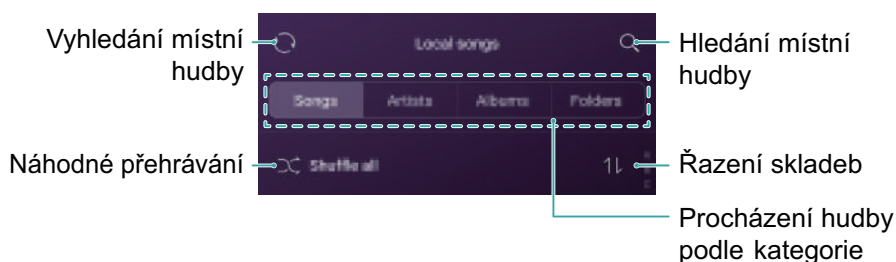 Vyhledání místní
hudby
Local songs
Hledání místní
hudby
Songs
Artists
Albums
Folders
Náhodné přehrávání
Shuffle all
Řazení skladeb
Procházení hudby
podle kategorie